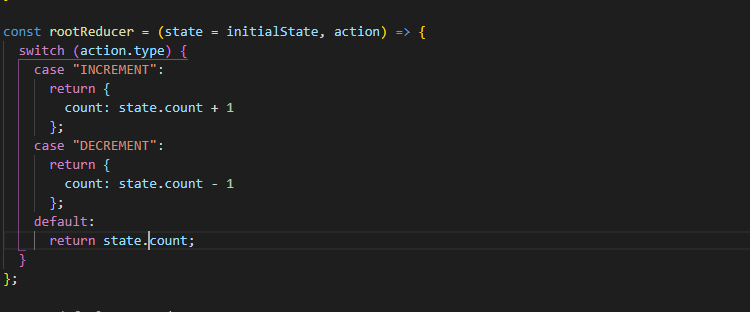 const rootReducer = (state = initialState, action) => {
switch (action.type) {
case "INCREMENT":
return {
count: state.count + 1
};
case "DECREMENT":
return {
count: state.count - 1
};
default:
return state.count;
}
};